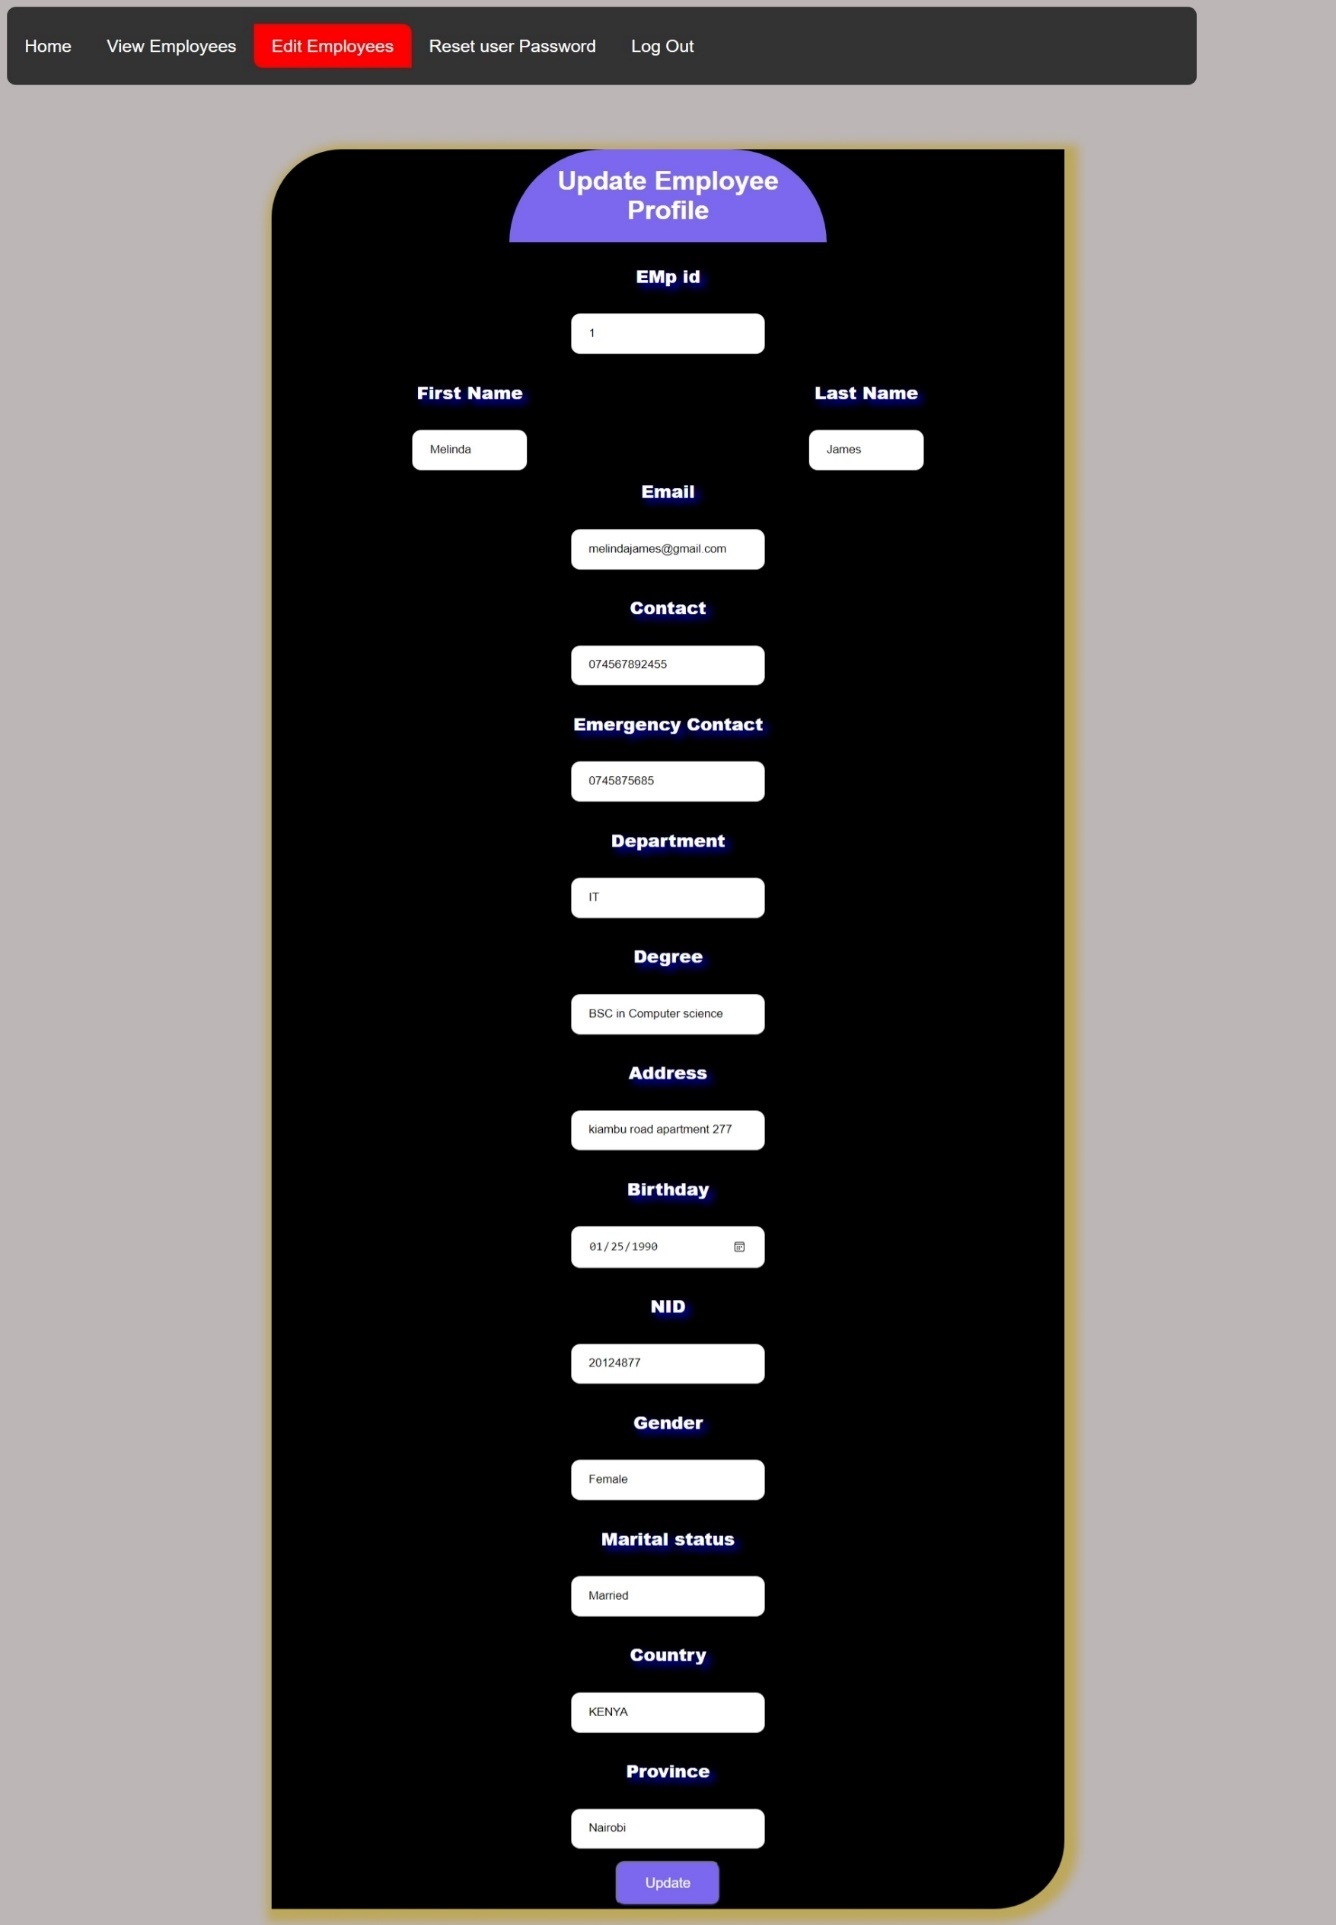 Home View Employees Edit Employees Reset user Password Log Out
Update Employee
Profile
EMp id
1
First Name Last Name
Melinda James
Email
melindajames@gmail.com
Contact
074567892455
Emergency Contact
0745875685
Department
IT
Degree
BSC in Computer science
Address
kiambu road apartment 277
Birthday
01/25/1990
NID
20124877
Gender
Female
Marital status
Married
Country
KENYA
Province
Nairobi
Update